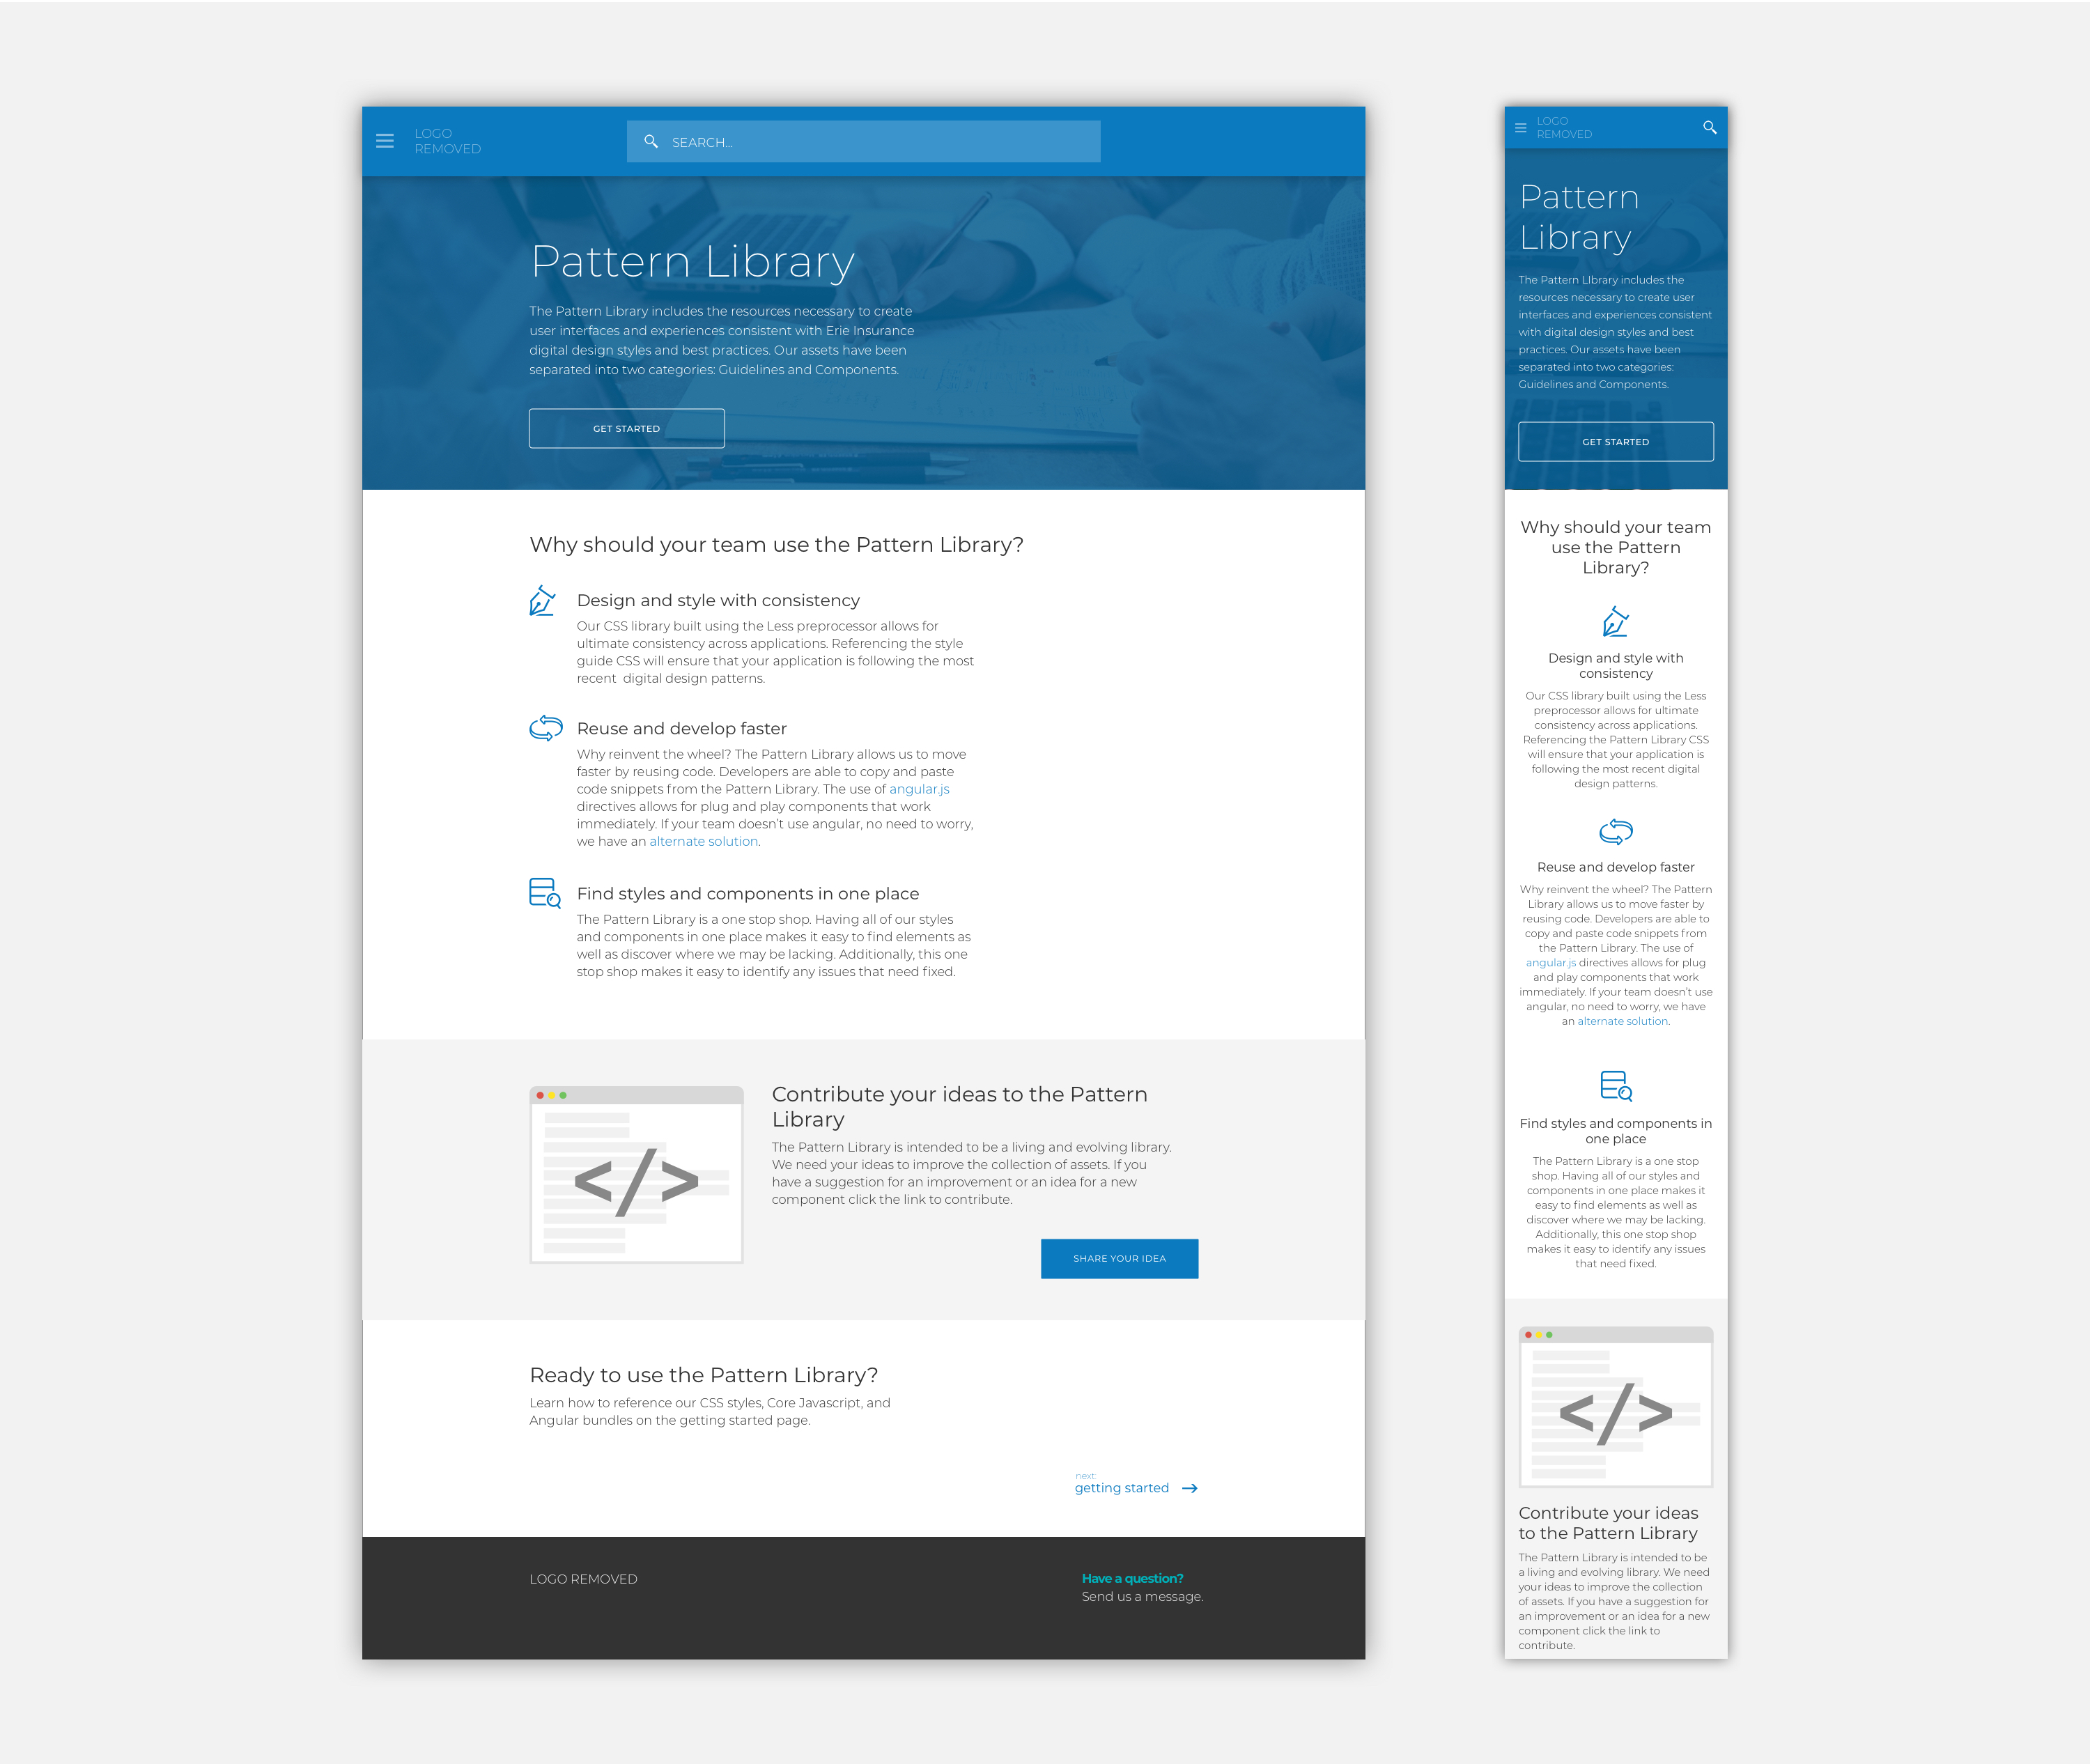 LOGO
REMOVED
SEARCH...
Pattern Library
The Pattern Library includes the resources necessary to create
user interfaces and experiences consistent with Erie Insurance
digital design styles and best practices. Our assets have been
separated into two categories: Guidelines and Components.
GET STARTED
Why should your team use the Pattern Library?
Design and style with consistency
Our CSS library built using the Less preprocessor allows for
ultimate consistency across applications. Referencing the style
guide CSS will ensure that your application is following the most
recent digital design patterns.
Reuse and develop faster
Why reinvent the wheel? The Pattern Library allows us to move
faster by reusing code. Developers are able to copy and paste
code snippets from the Pattern Library. The use of angular.js
directives allows for plug and play components that work
immediately. If your team doesn't use angular, no need to worry,
we have an alternate solution.
Find styles and components in one place
The Pattern Library is a one stop shop. Having all of our styles
and components in one place makes it easy to find elements as
well as discover where we may be lacking. Additionally, this one
stop shop makes it easy to identify any issues that need fixed.
</>
Contribute your ideas to the Pattern
Library
The Pattern Library is intended to be a living and evolving library.
We need your ideas to improve the collection of assets. If you
have a suggestion for an improvement or an idea for a new
component click the link to contribute.
SHARE YOUR IDEA
Ready to use the Pattern Library?
Learn how to reference our CSS styles, Core Javascript, and
Angular bundles on the getting started page.
next
getting started
LOGO REMOVED
Have a question?
Send us a message.
LOGO
REMOVED
Pattern
Library
The Pattern LIbrary includes the
resources necessary to create user
interfaces and experiences consistent
with digital design styles and best
practices. Our assets have been
separated into two categories:
Guidelines and Components.
GET STARTED
Why should your team
use the Pattern
Library?
Design and style with
consistency
Our CSS library built using the Less
preprocessor allows for ultimate
consistency across applications.
Referencing the Pattern Library CSS
will ensure that your application is
following the most recent digital
design patterns.
Reuse and develop faster
Why reinvent the wheel? The Pattern
Library allows us to move faster by
reusing code. Developers are able to
copy and paste code snippets from
the Pattern Library. The use of
angular.js directives allows for plug
and play components that work
immediately. If your team doesn't use
angular, no need to worry, we have
an alternate solution.
Find styles and components in
one place
The Pattern Library is a one stop
shop. Having all of our styles and
components in one place makes it
easy to find elements as well as
discover where we may be lacking.
Additionally, this one stop shop
makes it easy to identify any issues
that need fixed.
</>
Contribute your ideas
to the Pattern Library
The Pattern Library is intended to be
a living and evolving library. We need
your ideas to improve the collection
of assets. If you have a suggestion for
an improvement or an idea for a new
component click the link to
contribute.